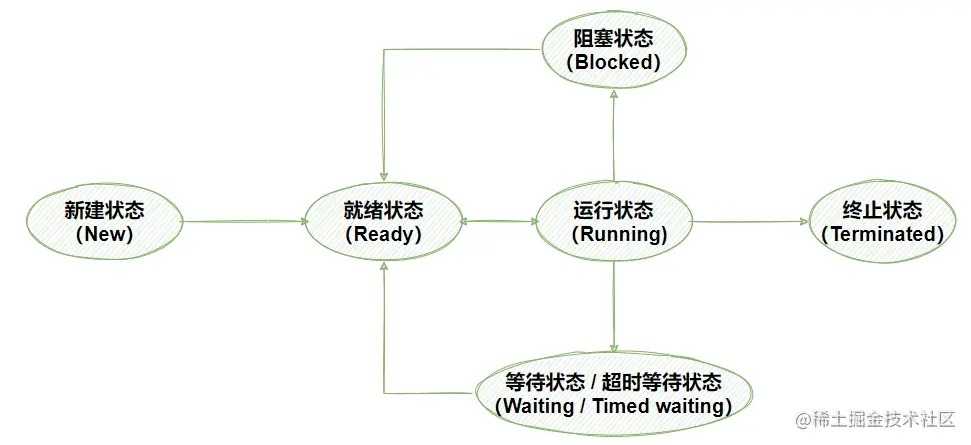 阻塞状态
（Blocked）
新建状态
（New）
就绪状态
（Ready）
运行状态
（Running）
终止状态
（Terminated）
等待状态 / 超时等待状态
（Waiting / Timed waiting）
@稀土掘金技术社区